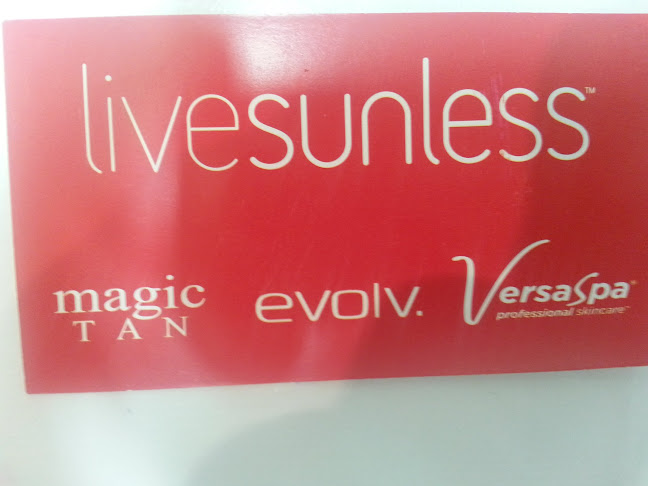 livesunless™
magic
TAN
evolv.
VersaSpa®
professional skincare™